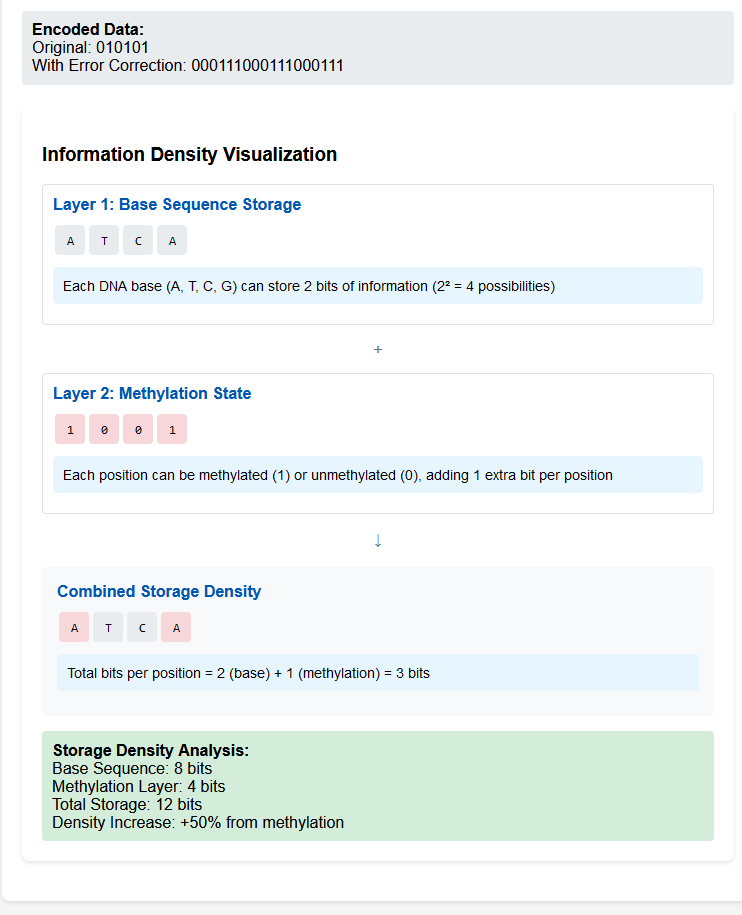 Encoded Data:
Original: 010101
With Error Correction: 000111000111000111
Information Density Visualization
Layer 1: Base Sequence Storage
A T C A
Each DNA base (A, T, C, G) can store 2 bits of information (2² = 4 possibilities)
+
Layer 2: Methylation State
1 0 0 1
Each position can be methylated (1) or unmethylated (0), adding 1 extra bit per position
↓
Combined Storage Density
A T C A
Total bits per position = 2 (base) + 1 (methylation) = 3 bits
Storage Density Analysis:
Base Sequence: 8 bits
Methylation Layer: 4 bits
Total Storage: 12 bits
Density Increase: +50% from methylation